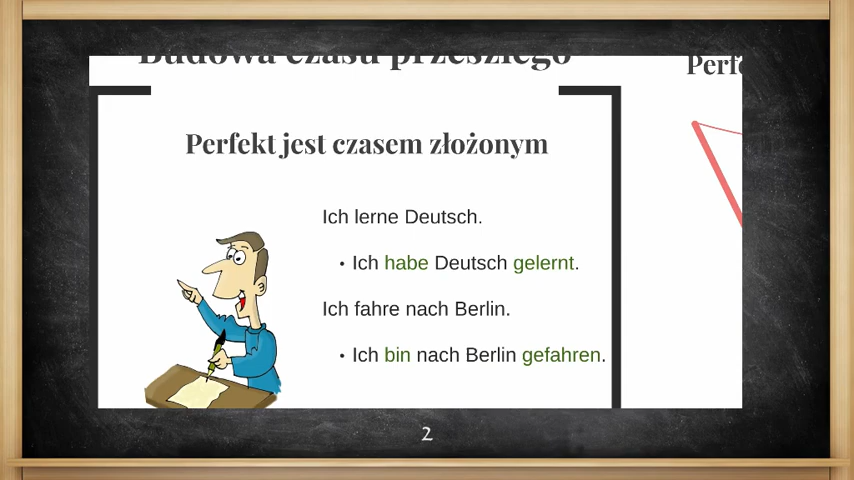 Budowa czasu przeszłego
Perfekt jest czasem złożonym
Ich lerne Deutsch.
• Ich habe Deutsch gelernt.
Ich fahre nach Berlin.
• Ich bin nach Berlin gefahren.
2